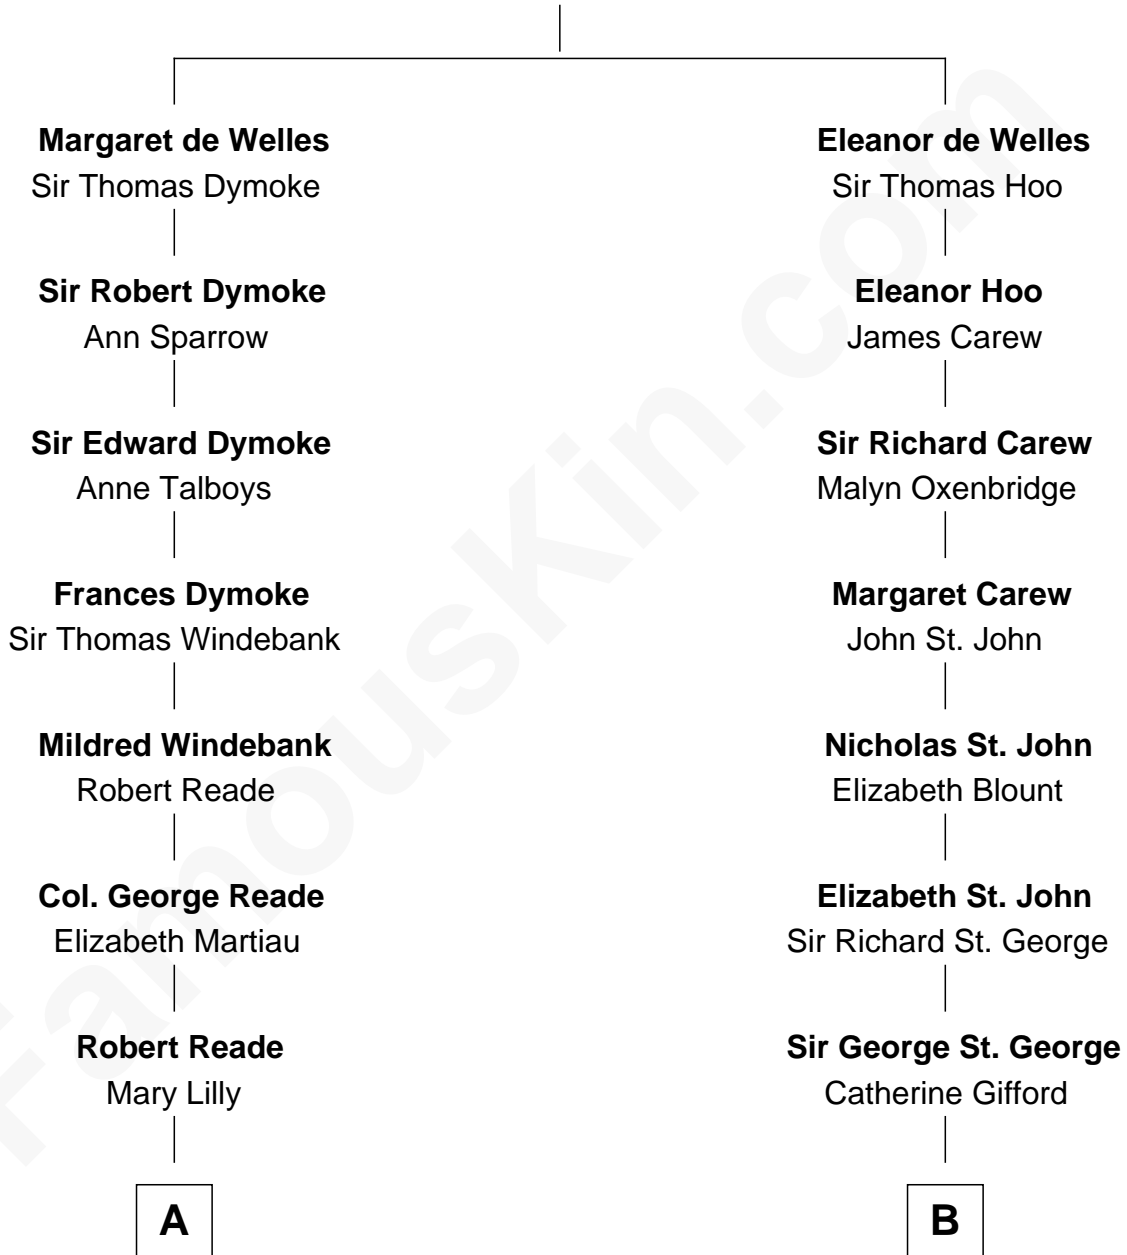 Margaret de Welles
Sir Thomas Dymoke
Sir Robert Dymoke
Ann Sparrow
Sir Edward Dymoke
Anne Talboys
Frances Dymoke
Sir Thomas Windebank
Mildred Windebank
Robert Reade
Col. George Reade
Elizabeth Martiau
Robert Reade
Mary Lilly
A
Eleanor de Welles
Sir Thomas Hoo
Eleanor Hoo
James Carew
Sir Richard Carew
Malyn Oxenbridge
Margaret Carew
John St. John
Nicholas St. John
Elizabeth Blount
Elizabeth St. John
Sir Richard St. George
Sir George St. George
Catherine Gifford
B
FamousKin.com